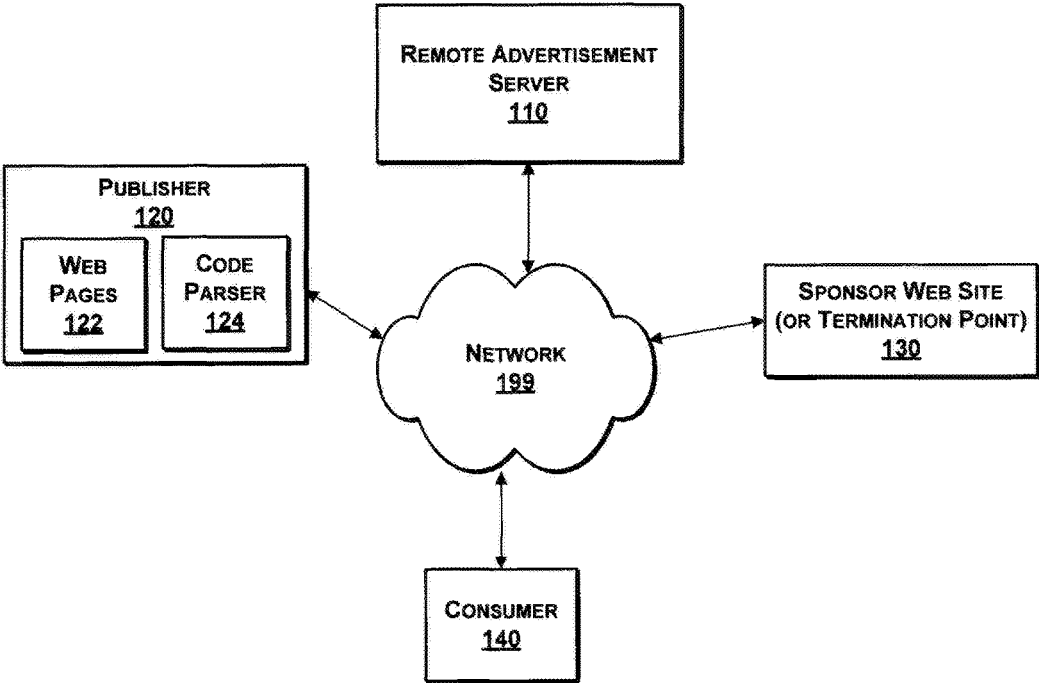 REMOTE ADVERTISEMENT
SERVER
110
PUBLISHER
120
WEB
PAGES
122
CODE
PARSER
124
NETWORK
199
SPONSOR WEB SITE
(OR TERMINATION POINT)
130
CONSUMER
140